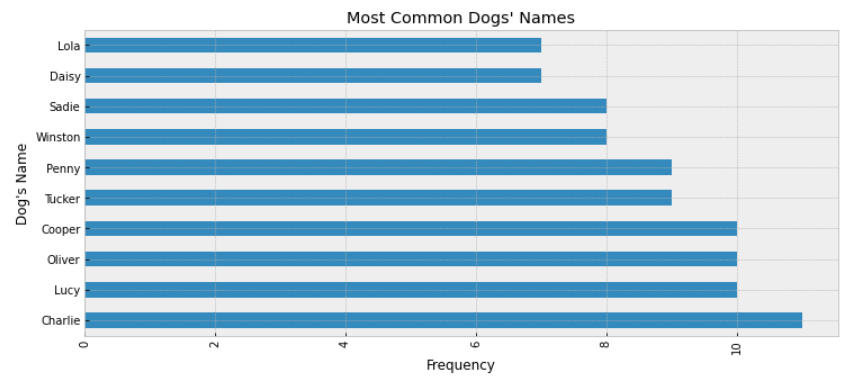 Most Common Dogs' Names
Lola
Daisy
Sadie
Winston
Penny
Tucker
Cooper
Oliver
Lucy
Charlie
Dog's Name
0 2 4 6 8 10
Frequency